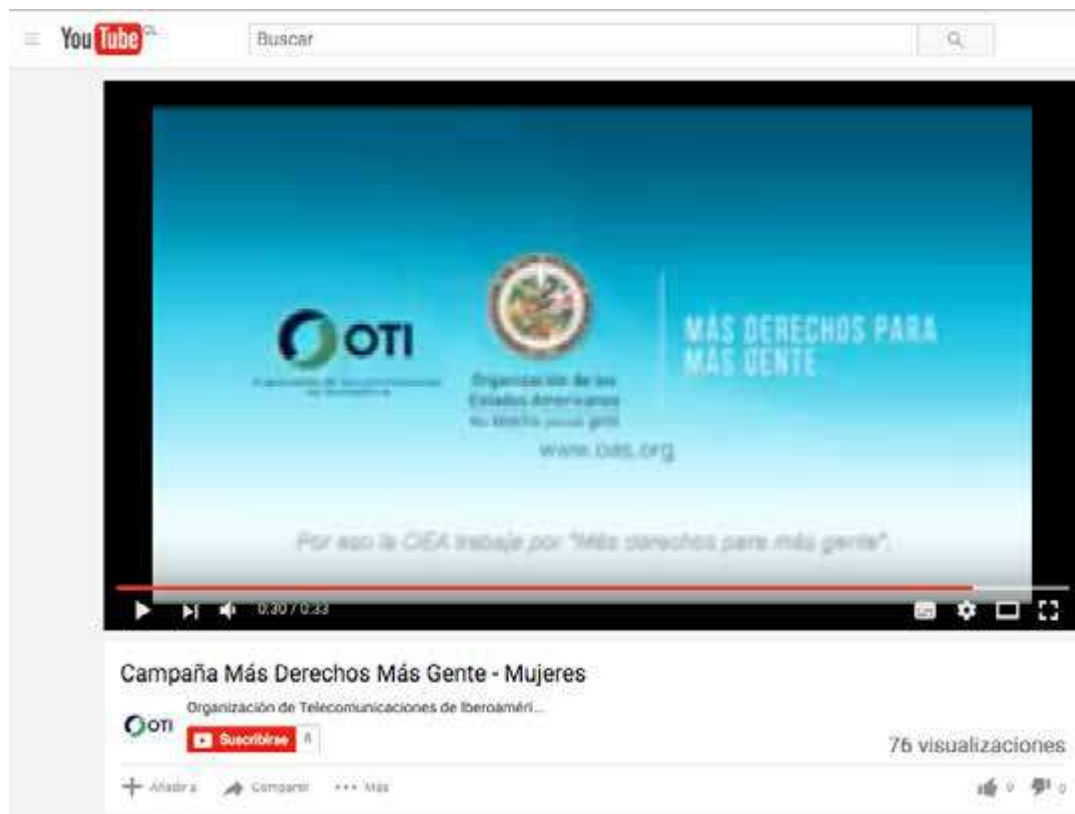 You Tube CL
Buscar
OTI
MÁS DERECHOS PARA
MÁS GENTE
Organización de los
Estados Americanos
www.oas.org
Por eso la OEA trabaja por "Más derechos para más gente".
0:30 / 0:33
Campaña Más Derechos Más Gente - Mujeres
Organización de Telecomunicaciones de Iberoaméri...
OTI
Suscribirse 6
76 visualizaciones
Añadir a Compartir Más
0 0